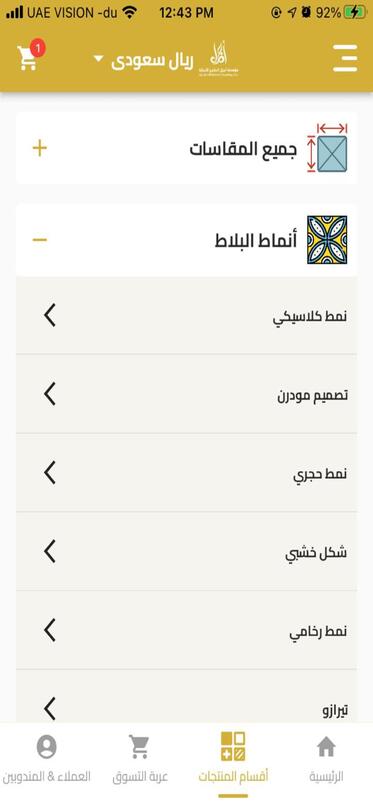 UAE VISION -du
12:43 PM
92%
1
ريال سعودى
جميع المقاسات
+
أنماط البلاط
−
نمط كلاسيكي
تصميم مودرن
نمط حجري
شكل خشبي
نمط رخامي
تيرازو
الرئيسية
أقسام المنتجات
عربة التسوق
العملاء & المندوبين